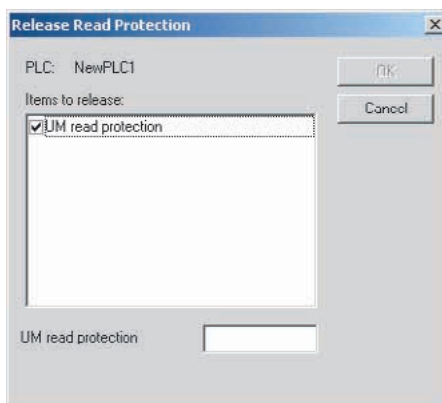 Release Read Protection
PLC: NewPLC1
OK
Items to release:
Cancel
UM read protection
UM read protection